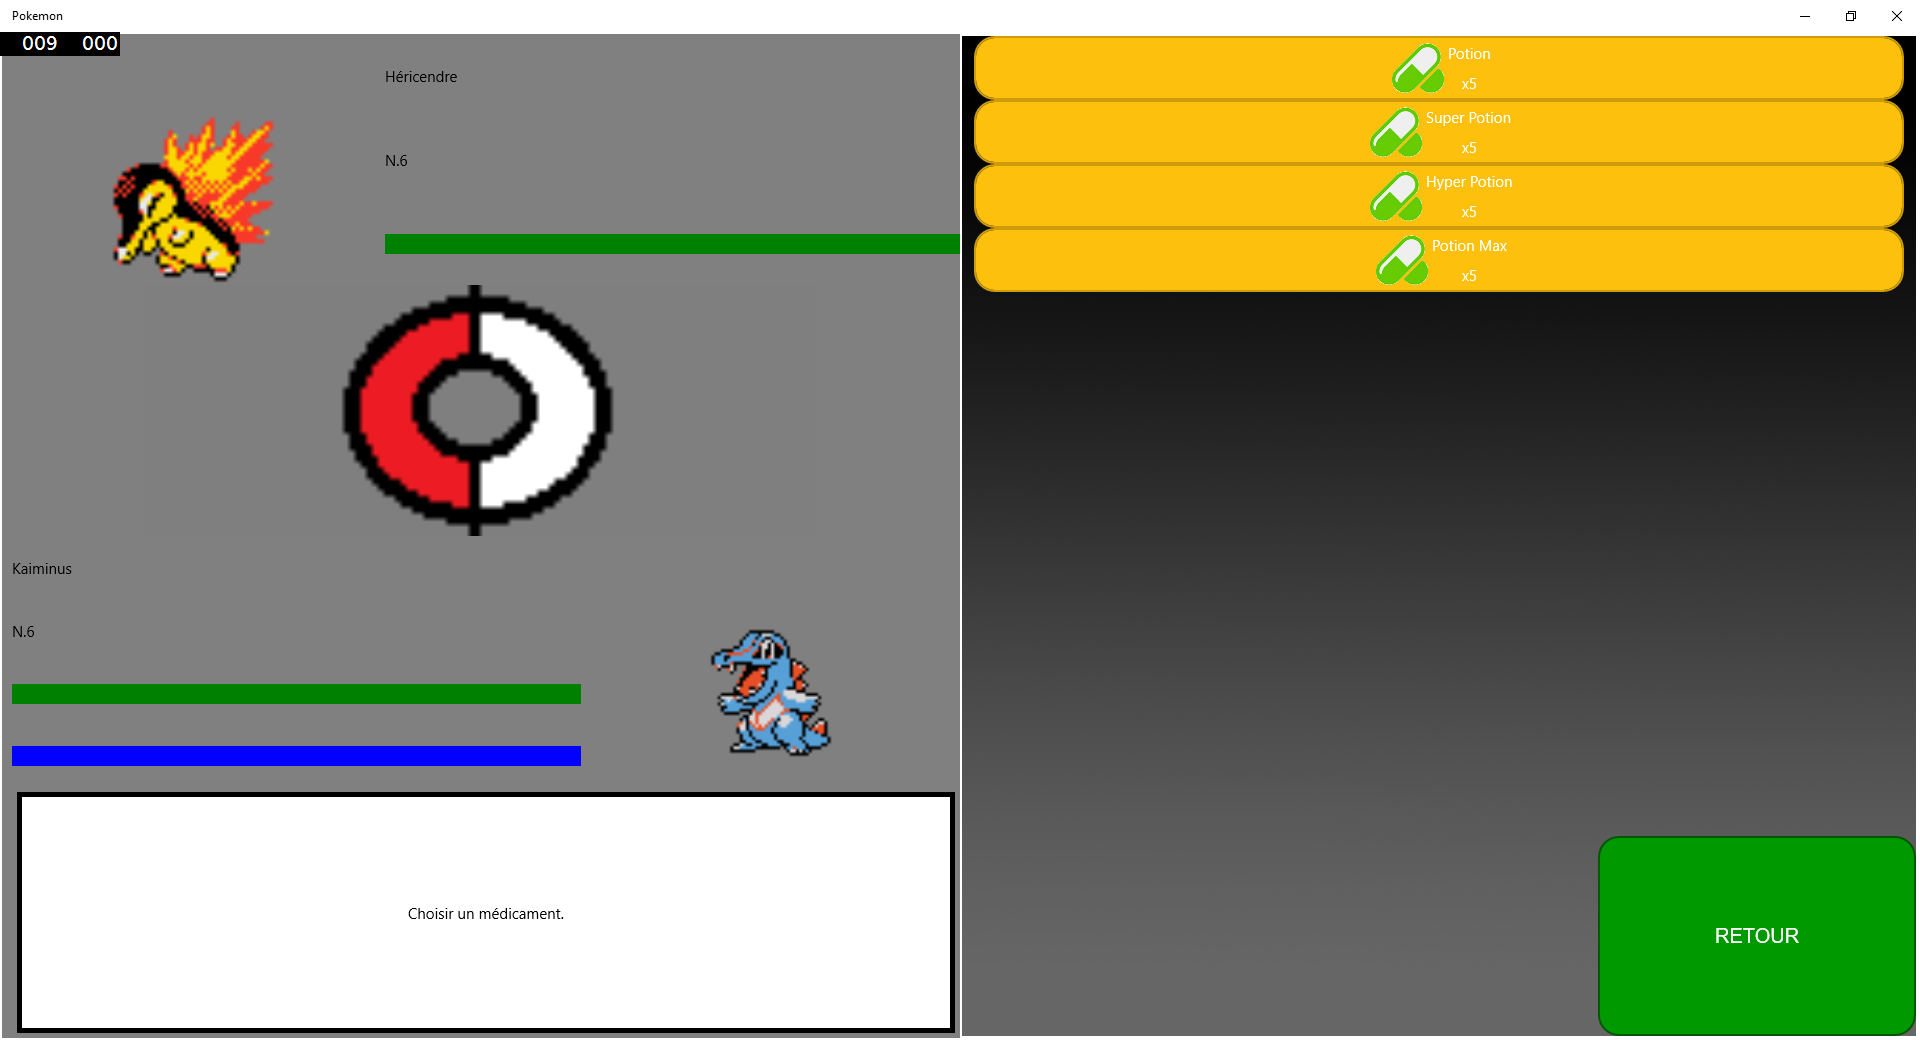 Pokemon
009 000
Héricendre
N.6
Kaiminus
N.6
Choisir un médicament.
Potion
x5
Super Potion
x5
Hyper Potion
x5
Potion Max
x5
RETOUR